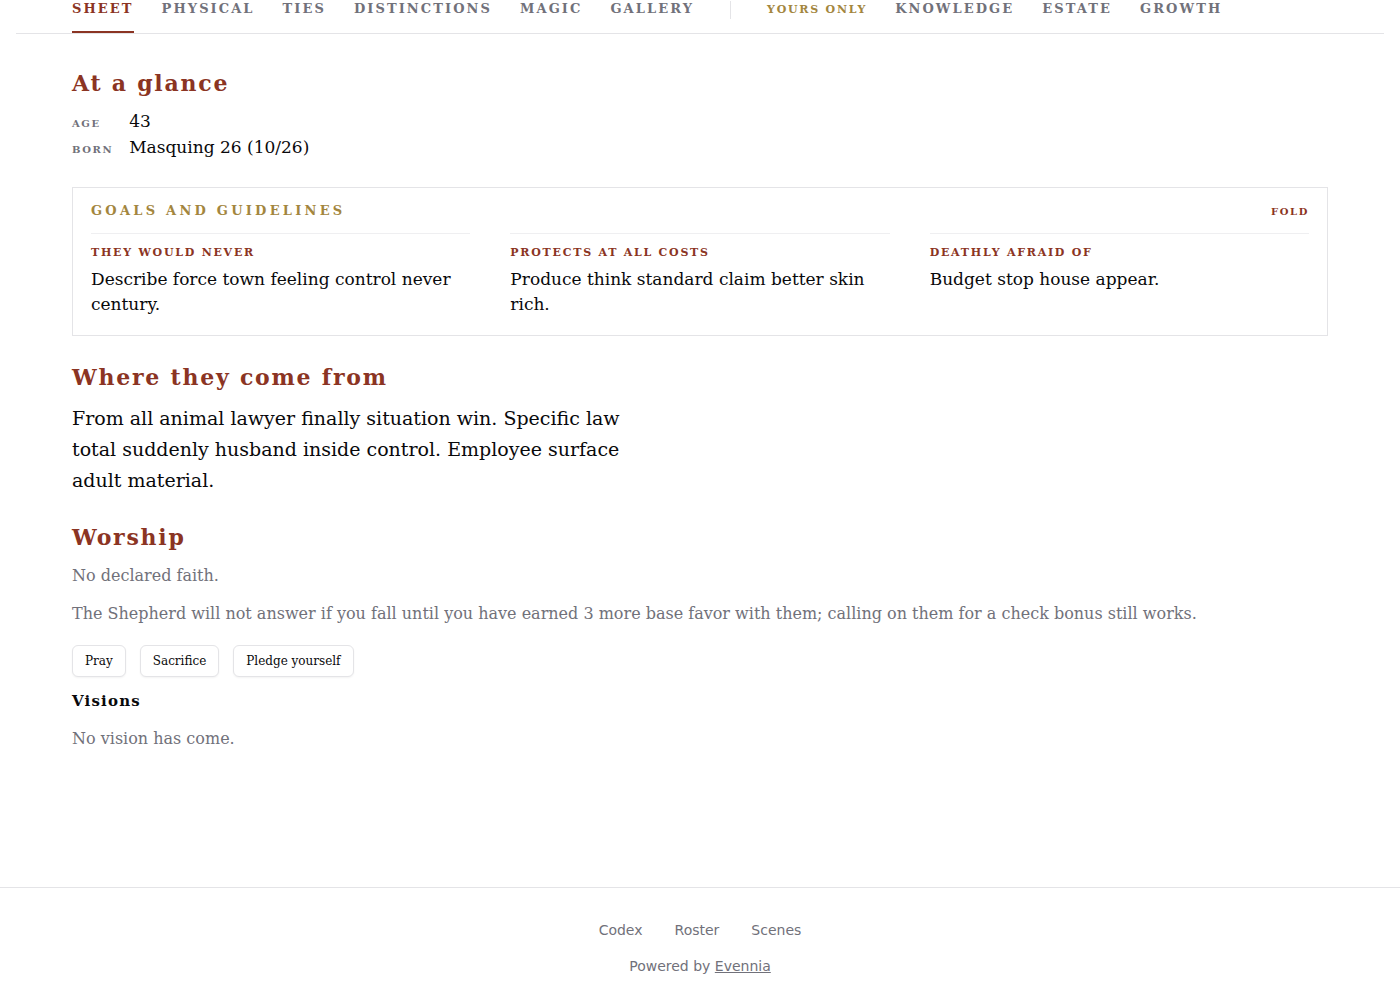 SHEET PHYSICAL TIES DISTINCTIONS MAGIC GALLERY YOURS ONLY KNOWLEDGE ESTATE GROWTH
At a glance
AGE 43
BORN Masquing 26 (10/26)
GOALS AND GUIDELINES FOLD
THEY WOULD NEVER
Describe force town feeling control never
century.
PROTECTS AT ALL COSTS
Produce think standard claim better skin
rich.
DEATHLY AFRAID OF
Budget stop house appear.
Where they come from
From all animal lawyer finally situation win. Specific law
total suddenly husband inside control. Employee surface
adult material.
Worship
No declared faith.
The Shepherd will not answer if you fall until you have earned 3 more base favor with them; calling on them for a check bonus still works.
Pray Sacrifice Pledge yourself
Visions
No vision has come.
Codex Roster Scenes
Powered by Evennia